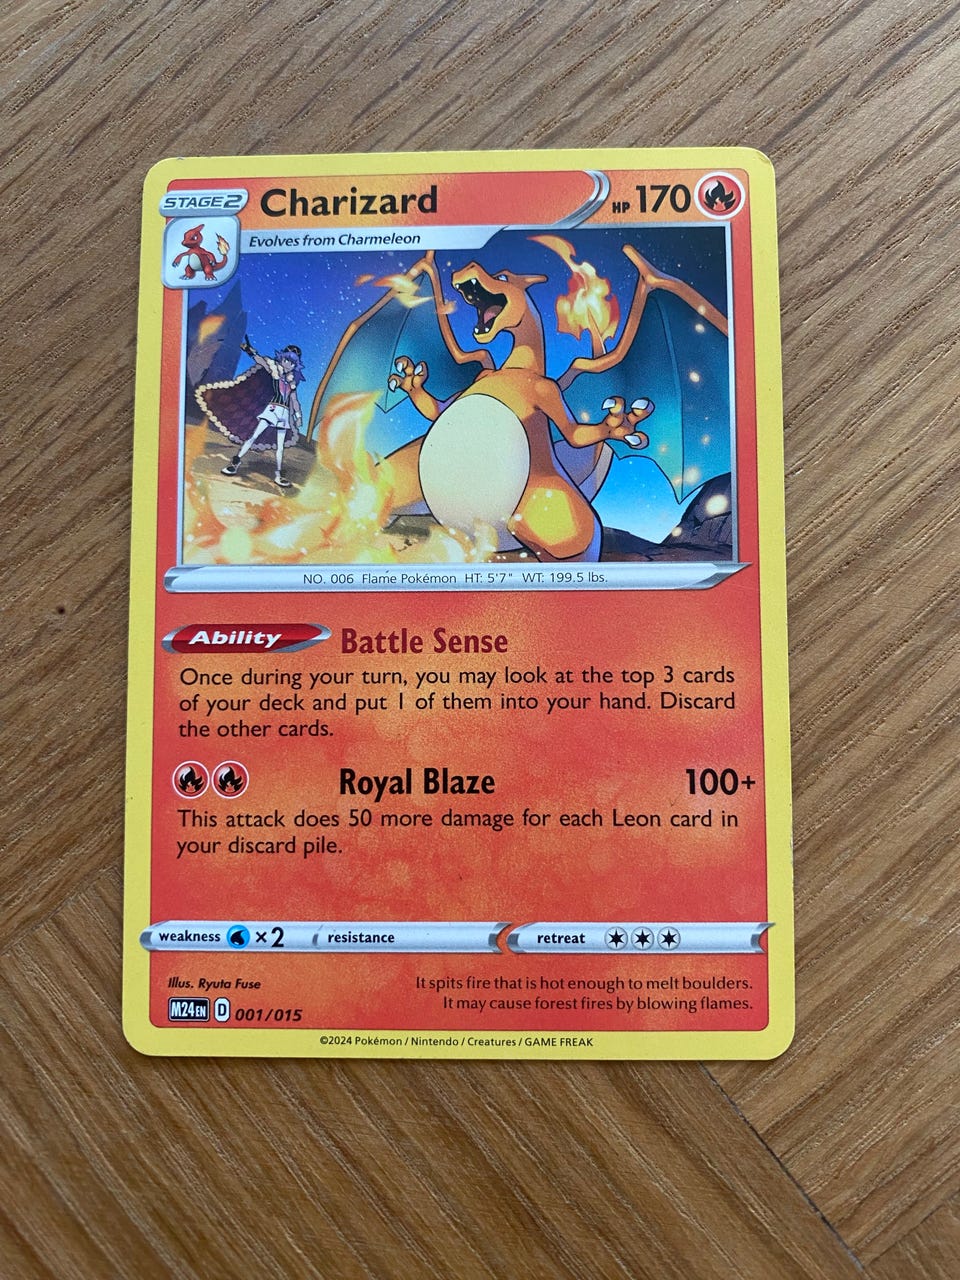 STAGE2 Charizard HP 170
Evolves from Charmeleon
NO. 006 Flame Pokémon HT: 5'7" WT: 199.5 lbs.
Ability Battle Sense
Once during your turn, you may look at the top 3 cards
of your deck and put 1 of them into your hand. Discard
the other cards.
Royal Blaze 100+
This attack does 50 more damage for each Leon card in
your discard pile.
weakness ×2 resistance retreat
Illus. Ryuta Fuse
It spits fire that is hot enough to melt boulders.
It may cause forest fires by blowing flames.
M24 EN D 001/015
©2024 Pokémon / Nintendo / Creatures / GAME FREAK